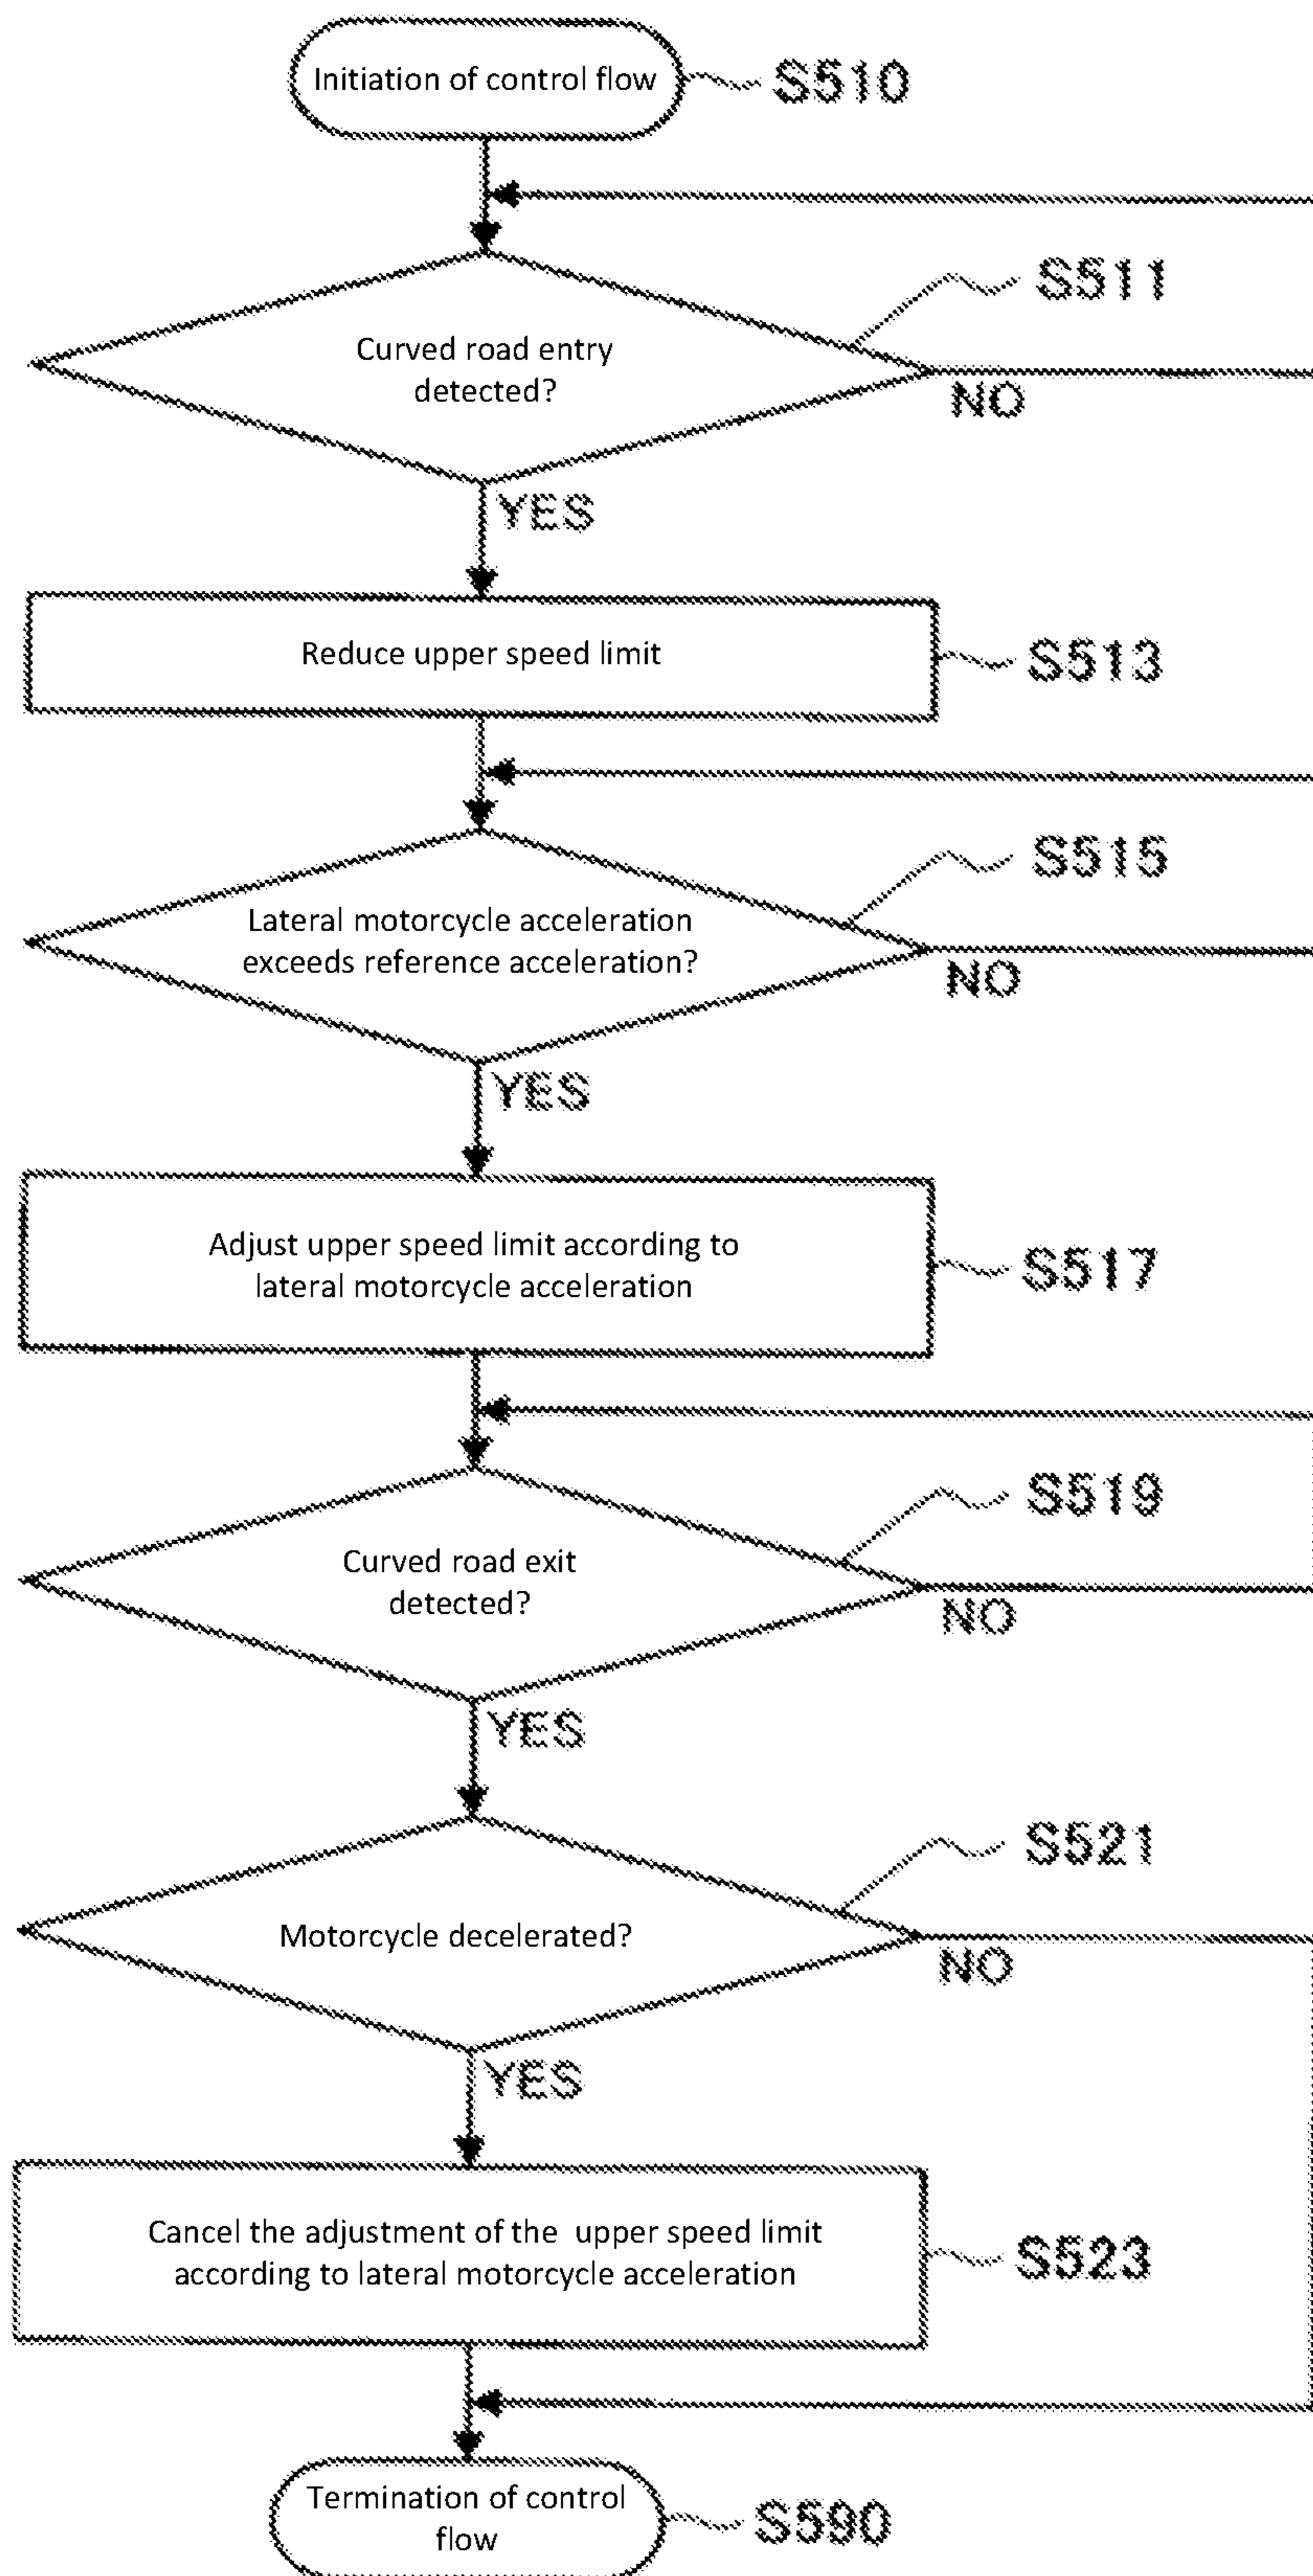 Initiation of control flow
S510
S511
Curved road entry
detected?
NO
YES
Reduce upper speed limit
S513
S515
Lateral motorcycle acceleration
exceeds reference acceleration?
NO
YES
Adjust upper speed limit according to
lateral motorcycle acceleration
S517
S519
Curved road exit
detected?
NO
YES
S521
Motorcycle decelerated?
NO
YES
Cancel the adjustment of the upper speed limit
according to lateral motorcycle acceleration
S523
Termination of control
flow
S590